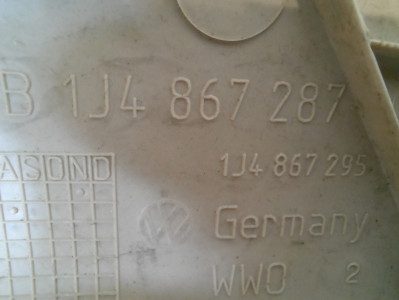 B 1J4 867 287
ASOND
1J4 867 295
Germany
WWO 2